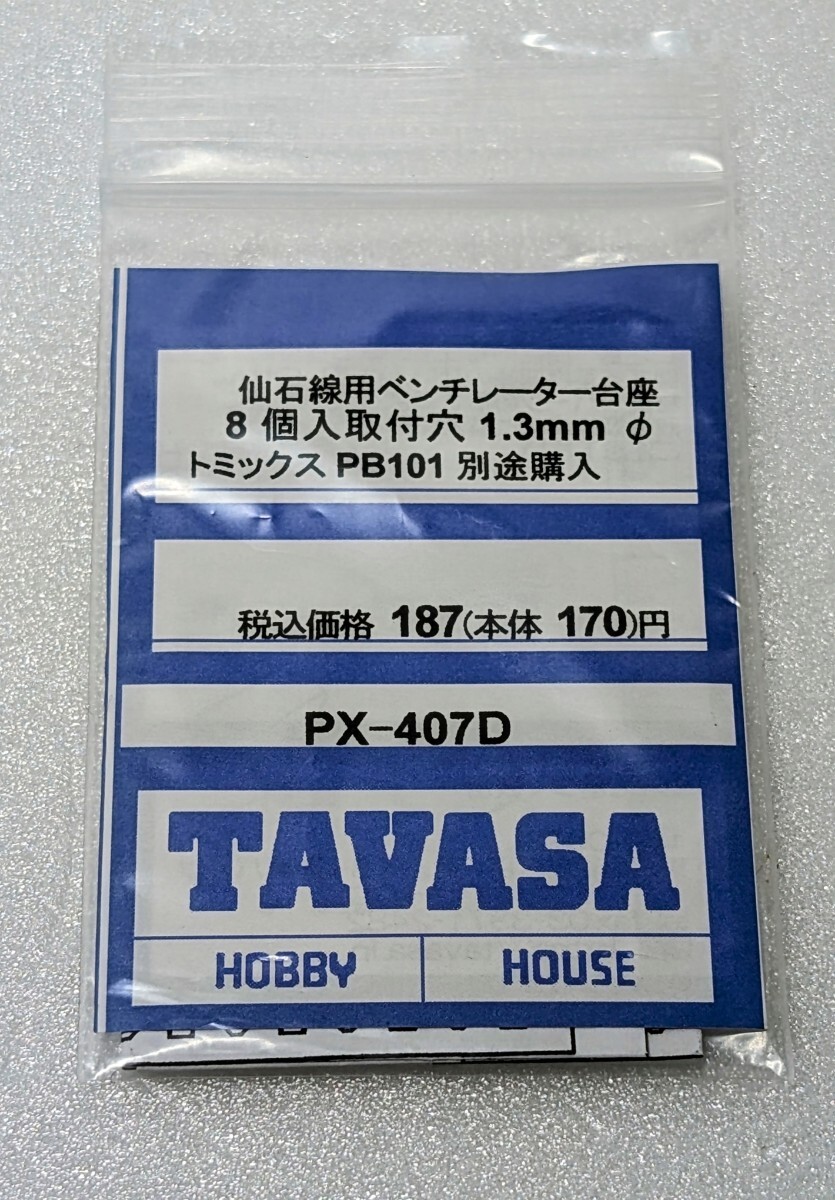 仙石線用ベンチレーター台座
8 個入取付穴 1.3mm φ
トミックス PB101 別途購入
税込価格 187(本体 170)円
PX-407D
TAVASA
HOBBY HOUSE